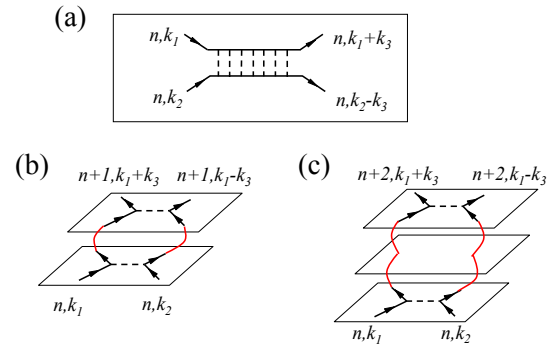 (a)
n,k₁ n,k₁+k₃
n,k₂ n,k₂-k₃
(b)
n+1,k₁+k₃ n+1,k₁-k₃
n,k₁ n,k₂
(c)
n+2,k₁+k₃ n+2,k₁-k₃
n,k₁ n,k₂